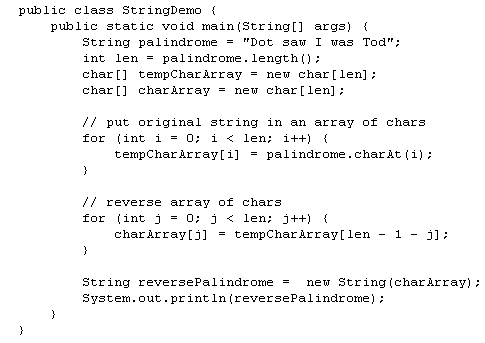 public class StringDemo {
    public static void main(String[] args) {
        String palindrome = "Dot saw I was Tod";
        int len = palindrome.length();
        char[] tempCharArray = new char[len];
        char[] charArray = new char[len];

        // put original string in an array of chars
        for (int i = 0; i < len; i++) {
            tempCharArray[i] = palindrome.charAt(i);
        }

        // reverse array of chars
        for (int j = 0; j < len; j++) {
            charArray[j] = tempCharArray[len - 1 - j];
        }

        String reversePalindrome =  new String(charArray);
        System.out.println(reversePalindrome);
    }
}